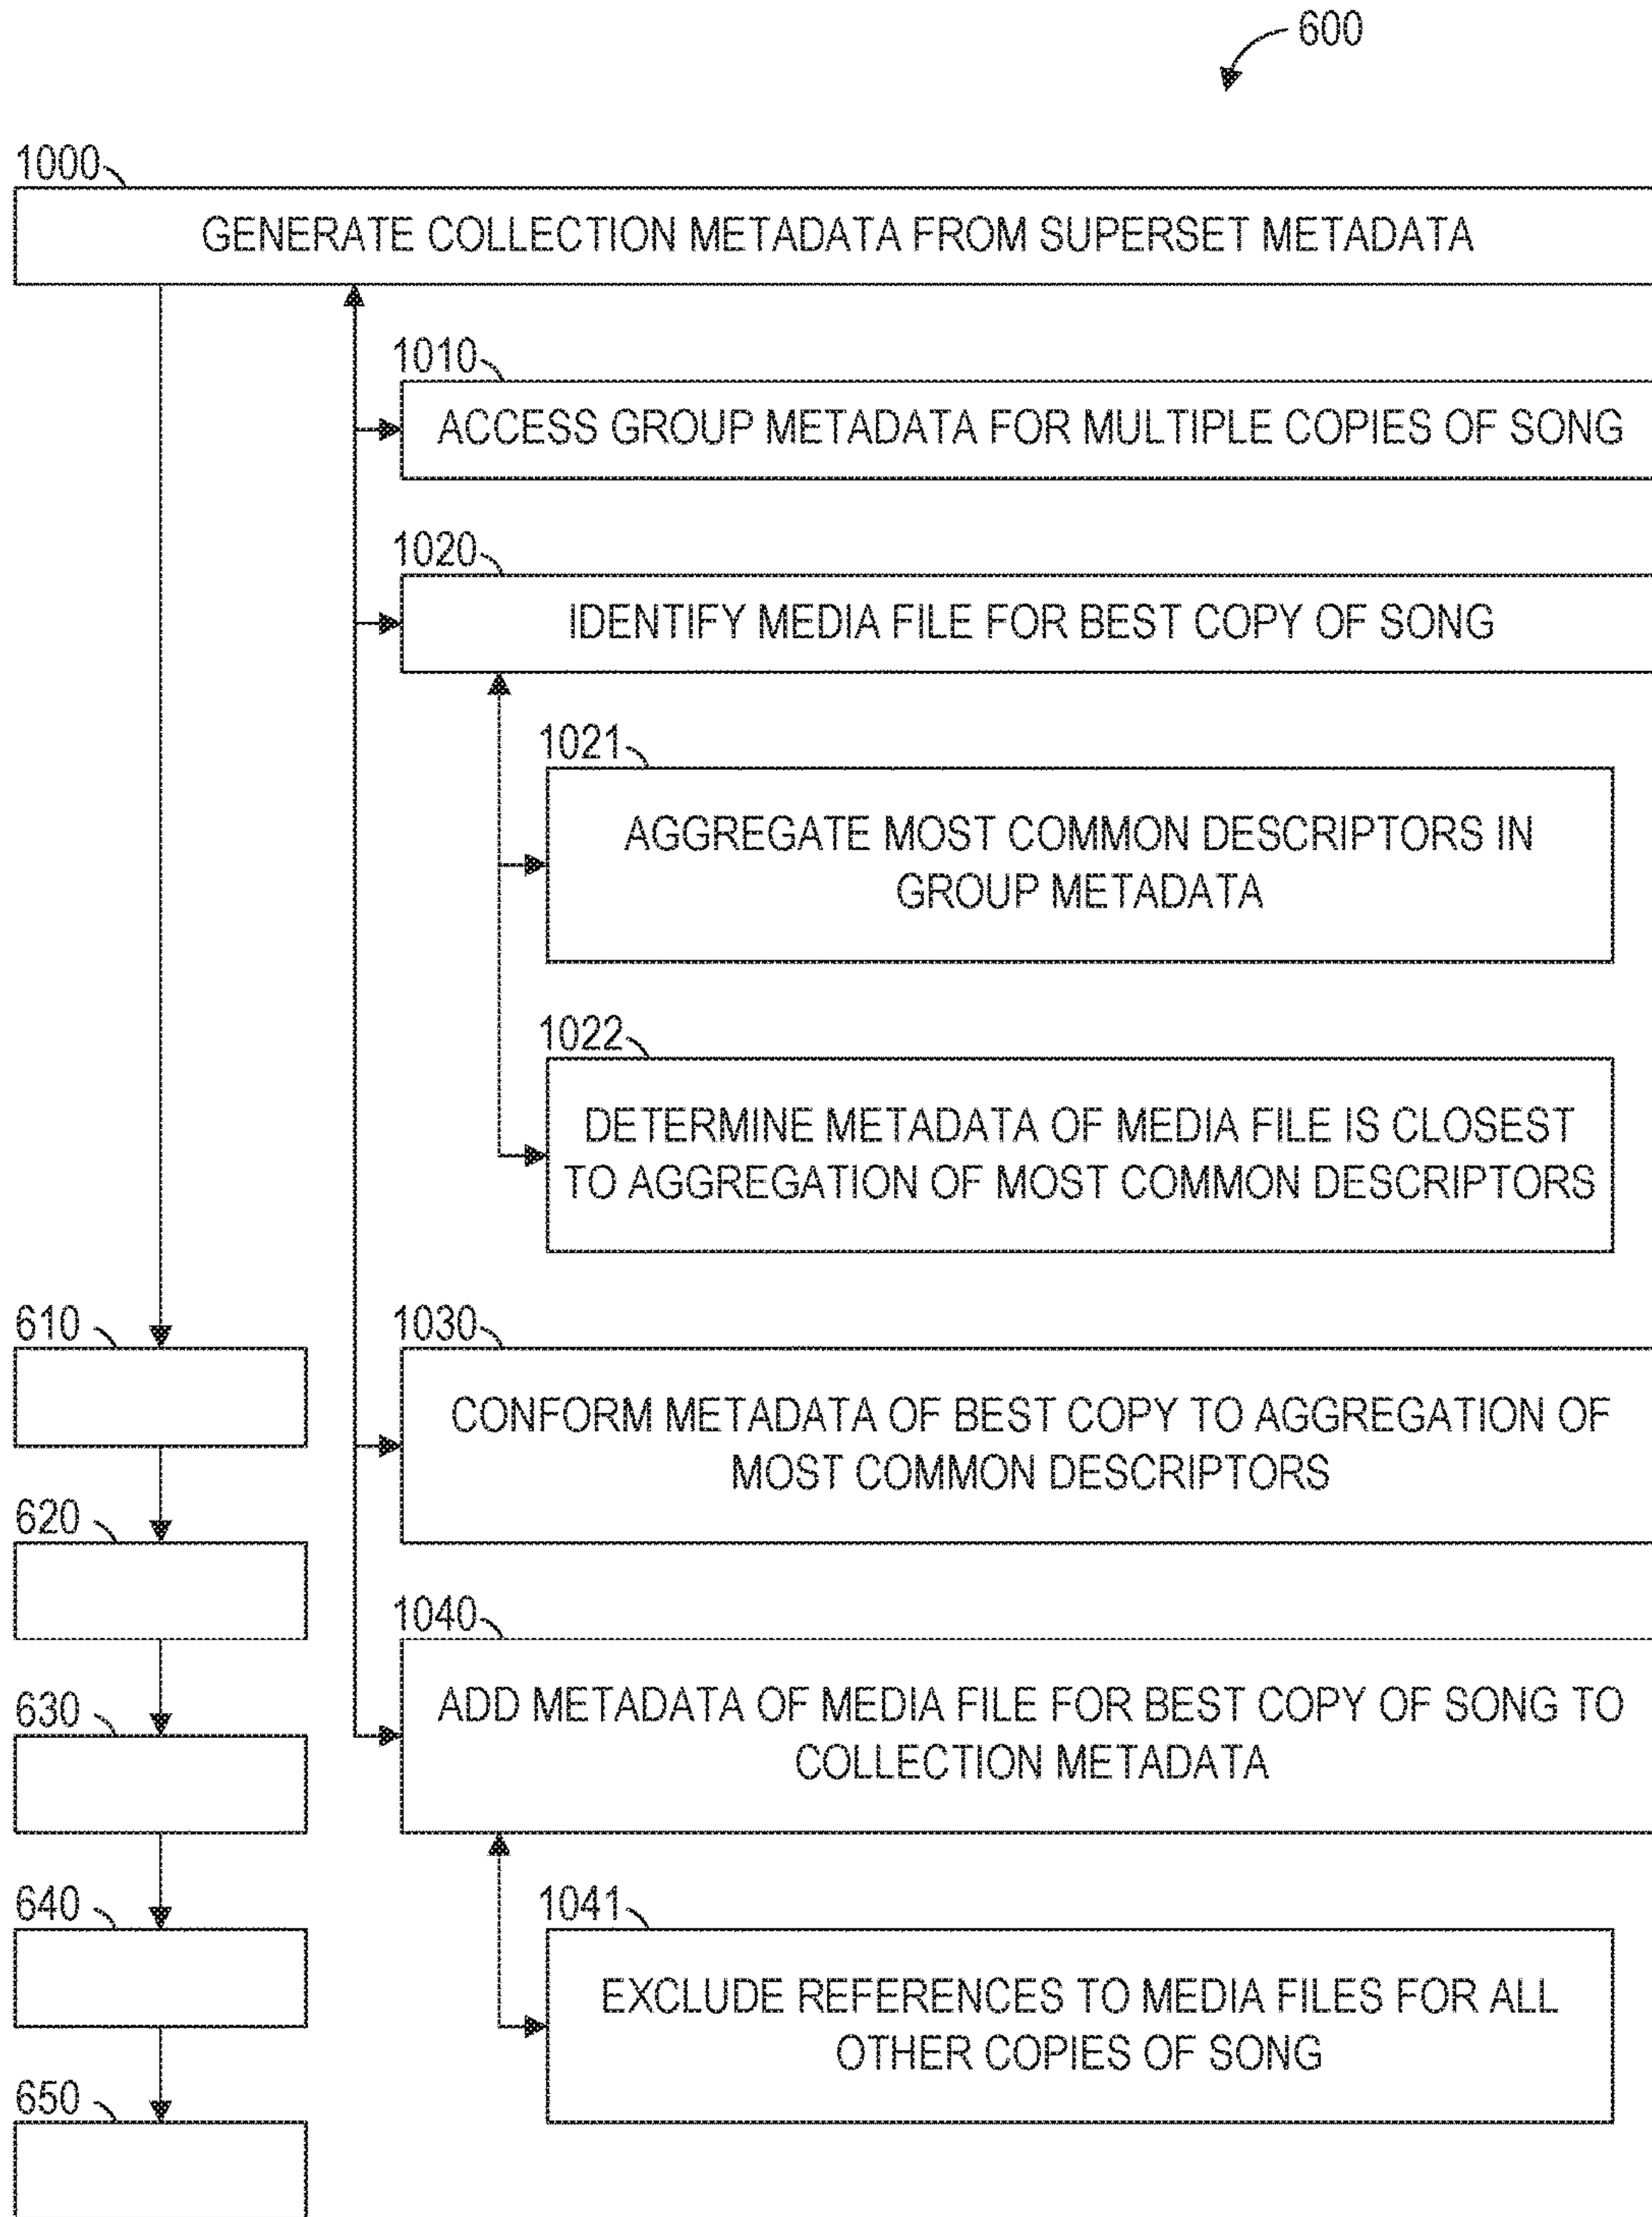 600
1000
GENERATE COLLECTION METADATA FROM SUPERSET METADATA
1010
ACCESS GROUP METADATA FOR MULTIPLE COPIES OF SONG
1020
IDENTIFY MEDIA FILE FOR BEST COPY OF SONG
1021
AGGREGATE MOST COMMON DESCRIPTORS IN
GROUP METADATA
1022
DETERMINE METADATA OF MEDIA FILE IS CLOSEST
TO AGGREGATION OF MOST COMMON DESCRIPTORS
610
1030
CONFORM METADATA OF BEST COPY TO AGGREGATION OF
MOST COMMON DESCRIPTORS
620
1040
ADD METADATA OF MEDIA FILE FOR BEST COPY OF SONG TO
COLLECTION METADATA
630
640
1041
EXCLUDE REFERENCES TO MEDIA FILES FOR ALL
OTHER COPIES OF SONG
650